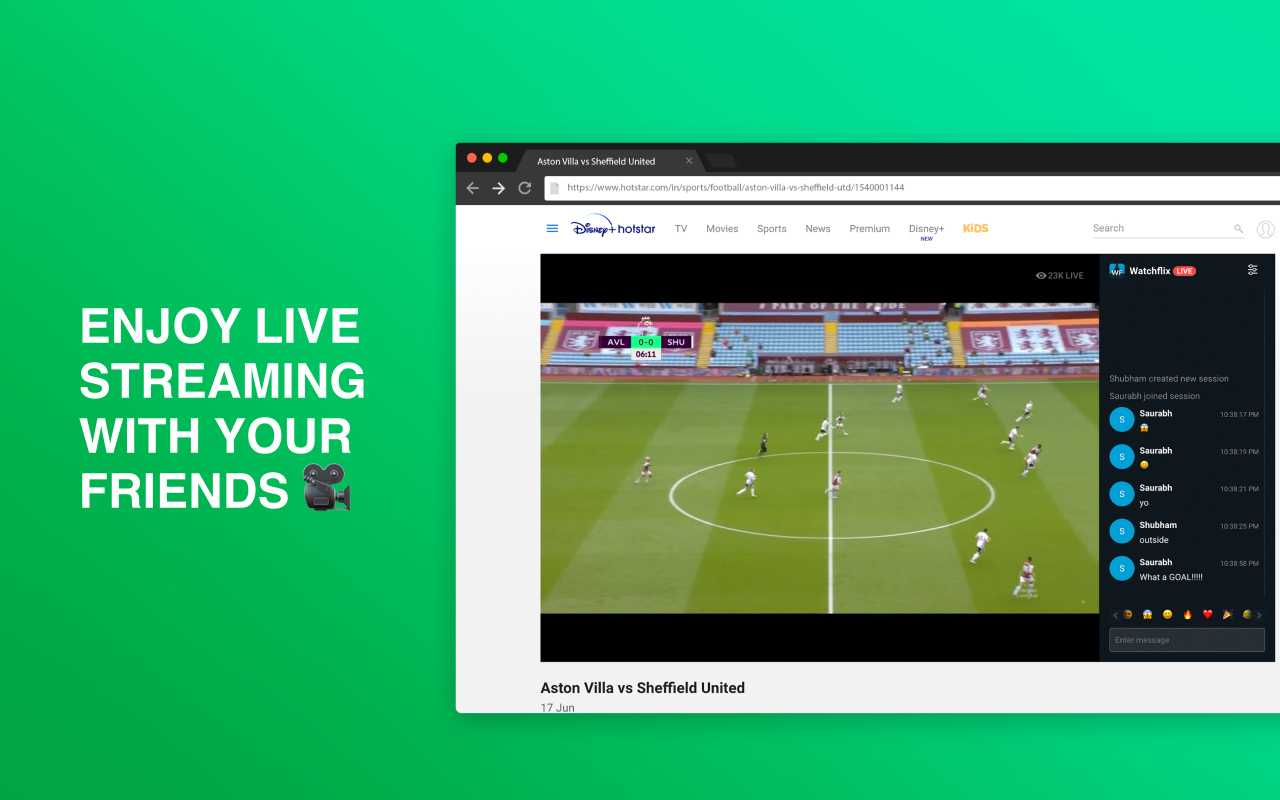 ENJOY LIVE
STREAMING
WITH YOUR
FRIENDS
Aston Villa vs Sheffield United
https://www.hotstar.com/in/sports/football/aston-villa-vs-sheffield-utd/1540001144
Disney+ hotstar
TV
Movies
Sports
News
Premium
Disney+
NEW
KiDS
Search
23K LIVE
# PART OF THE PRIDE
AVL 0-0 SHU
06:11
WF Watchflix LIVE
Shubham created new session
Saurabh joined session
S
Saurabh 10:38:17 PM
S
Saurabh 10:38:19 PM
S
Saurabh 10:38:21 PM
yo
S
Shubham 10:38:25 PM
outside
S
Saurabh 10:38:58 PM
What a GOAL!!!!!
Enter message
Aston Villa vs Sheffield United
17 Jun